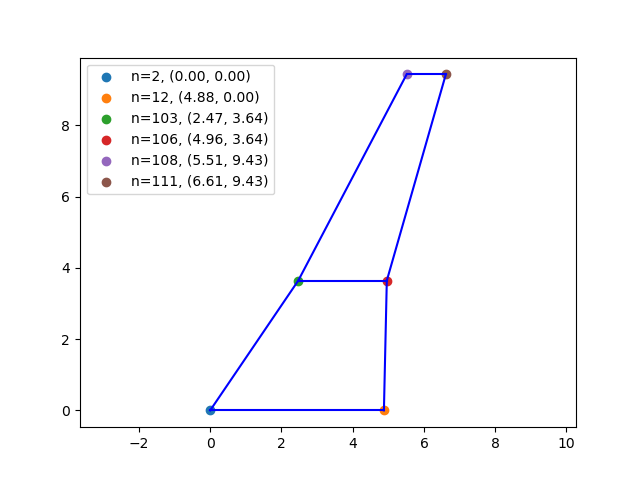 n=2, (0.00, 0.00)
n=12, (4.88, 0.00)
n=103, (2.47, 3.64)
n=106, (4.96, 3.64)
n=108, (5.51, 9.43)
n=111, (6.61, 9.43)
8
6
4
2
0
−2 0 2 4 6 8 10